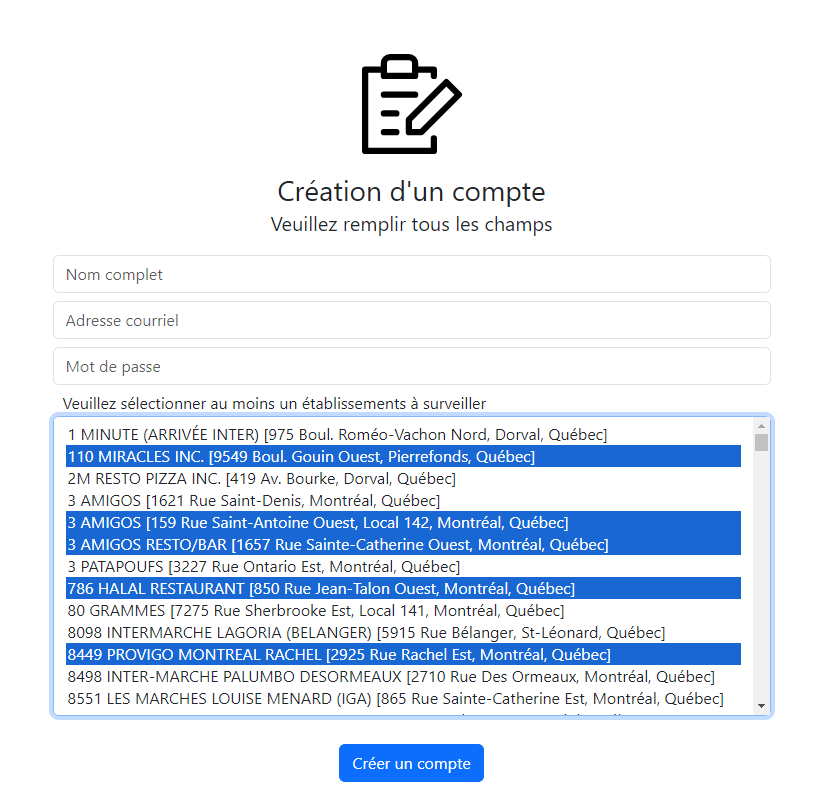 Création d'un compte
Veuillez remplir tous les champs
Nom complet
Adresse courriel
Mot de passe
Veuillez sélectionner au moins un établissements à surveiller
1 MINUTE (ARRIVÉE INTER) [975 Boul. Roméo-Vachon Nord, Dorval, Québec]
110 MIRACLES INC. [9549 Boul. Gouin Ouest, Pierrefonds, Québec]
2M RESTO PIZZA INC. [419 Av. Bourke, Dorval, Québec]
3 AMIGOS [1621 Rue Saint-Denis, Montréal, Québec]
3 AMIGOS [159 Rue Saint-Antoine Ouest, Local 142, Montréal, Québec]
3 AMIGOS RESTO/BAR [1657 Rue Sainte-Catherine Ouest, Montréal, Québec]
3 PATAPOUFS [3227 Rue Ontario Est, Montréal, Québec]
786 HALAL RESTAURANT [850 Rue Jean-Talon Ouest, Montréal, Québec]
80 GRAMMES [7275 Rue Sherbrooke Est, Local 141, Montréal, Québec]
8098 INTERMARCHE LAGORIA (BELANGER) [5915 Rue Bélanger, St-Léonard, Québec]
8449 PROVIGO MONTREAL RACHEL [2925 Rue Rachel Est, Montréal, Québec]
8498 INTER-MARCHE PALUMBO DESORMEAUX [2710 Rue Des Ormeaux, Montréal, Québec]
8551 LES MARCHES LOUISE MENARD (IGA) [865 Rue Sainte-Catherine Est, Montréal, Québec]
Créer un compte